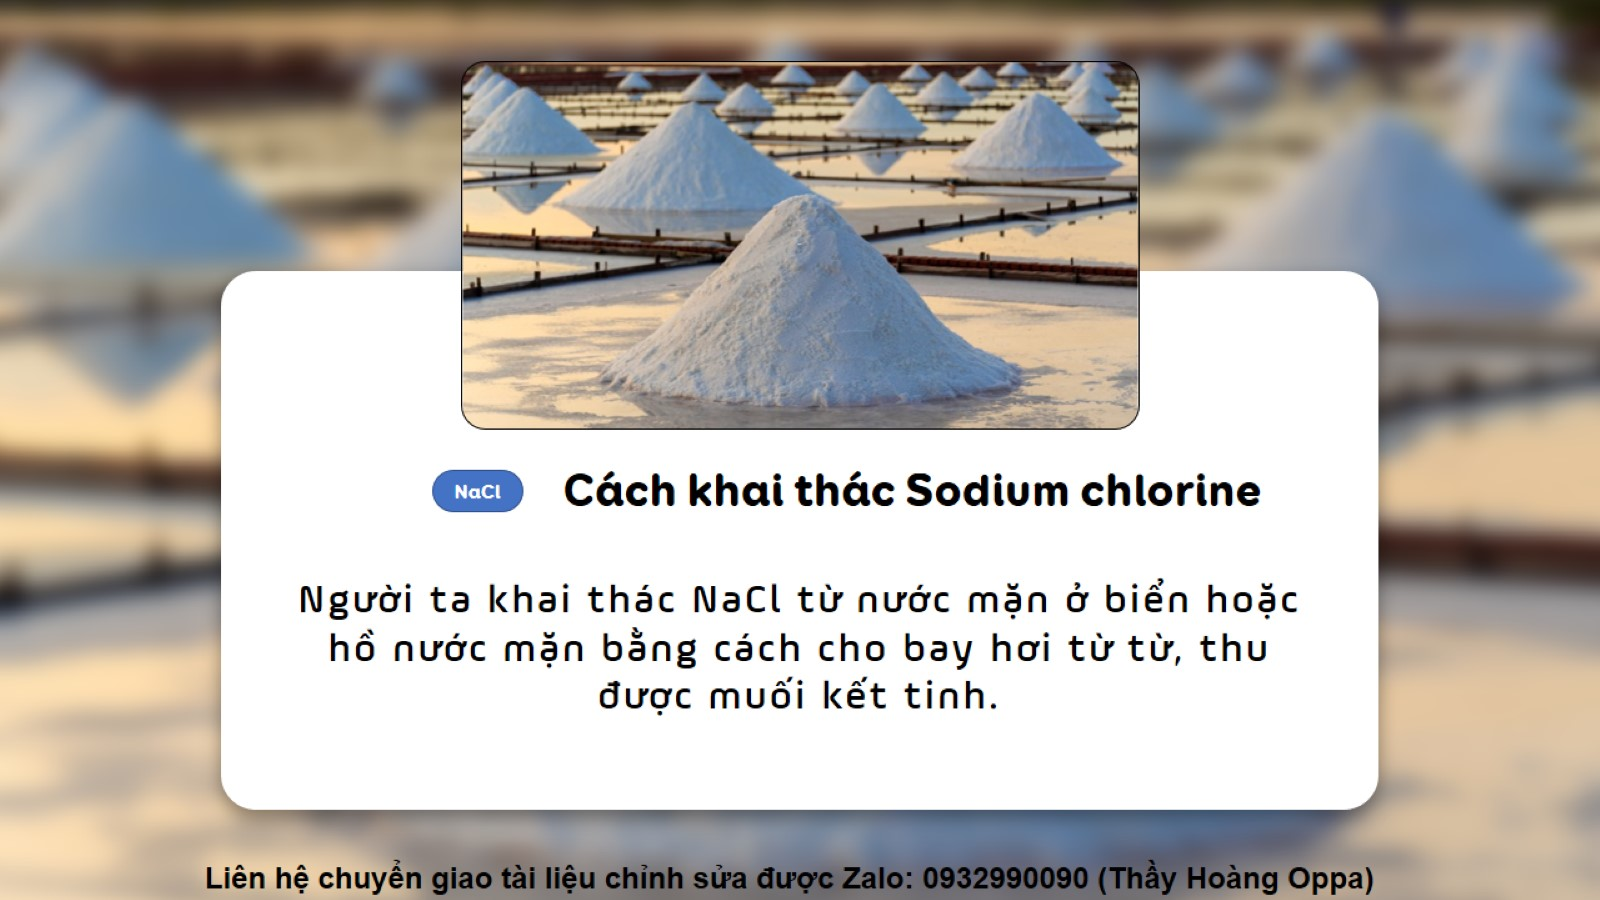 NaCl Cách khai thác Sodium chlorine
Người ta khai thác NaCl từ nước mặn ở biển hoặc
hồ nước mặn bằng cách cho bay hơi từ từ, thu
được muối kết tinh.
Liên hệ chuyển giao tài liệu chỉnh sửa được Zalo: 0932990090 (Thầy Hoàng Oppa)